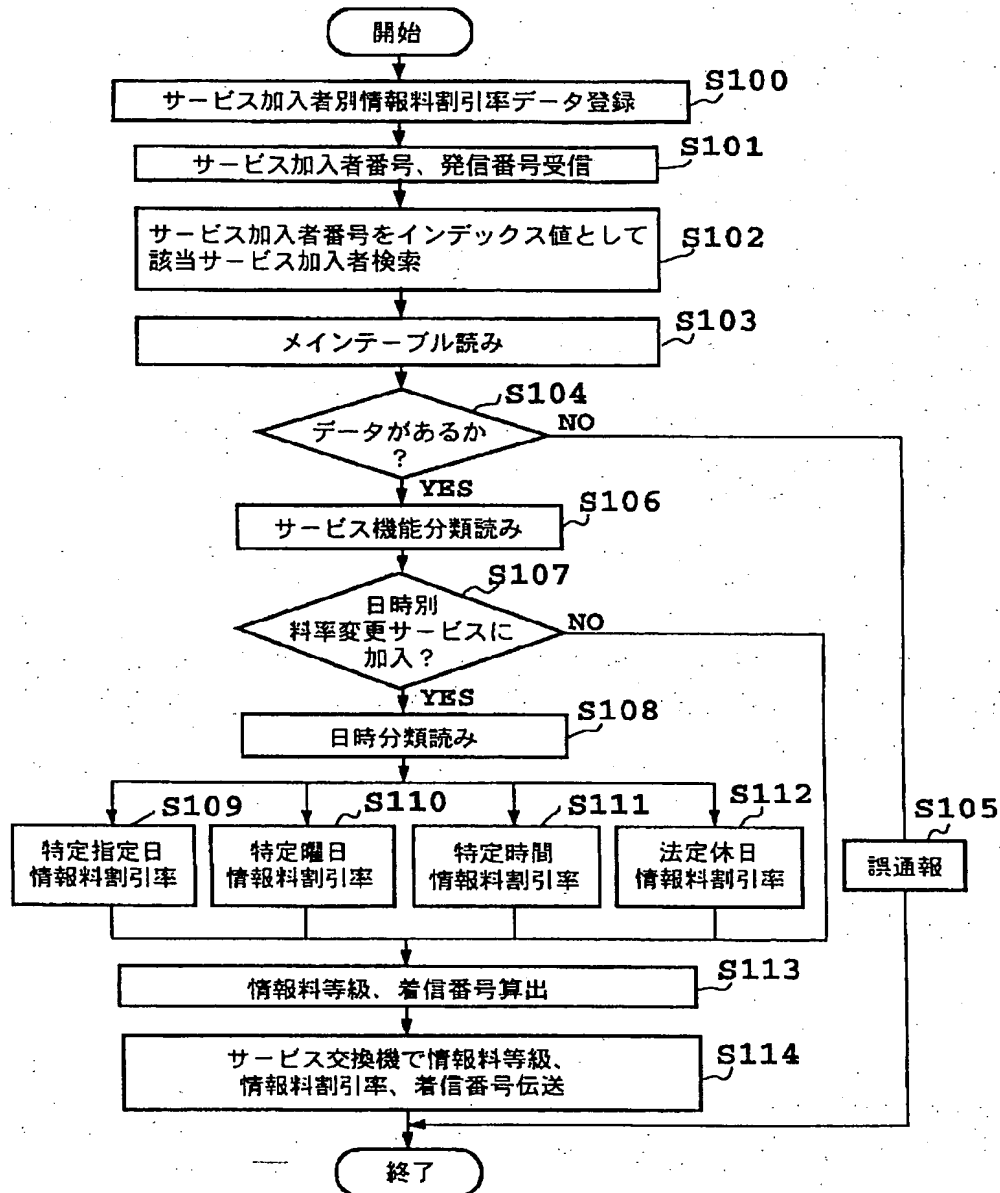 開始
サービス加入者別情報料割引率データ登録
S100
サービス加入者番号、発信番号受信
S101
サービス加入者番号をインデックス値として
該当サービス加入者検索
S102
メインテーブル読み
S103
データがあるか
?
S104
NO
YES
サービス機能分類読み
S106
日時別
料率変更サービスに
加入?
S107
NO
YES
日時分類読み
S108
S109
特定指定日
情報料割引率
S110
特定曜日
情報料割引率
S111
特定時間
情報料割引率
S112
法定休日
情報料割引率
S105
誤通報
情報料等級、着信番号算出
S113
サービス交換機で情報料等級、
情報料割引率、着信番号伝送
S114
終了